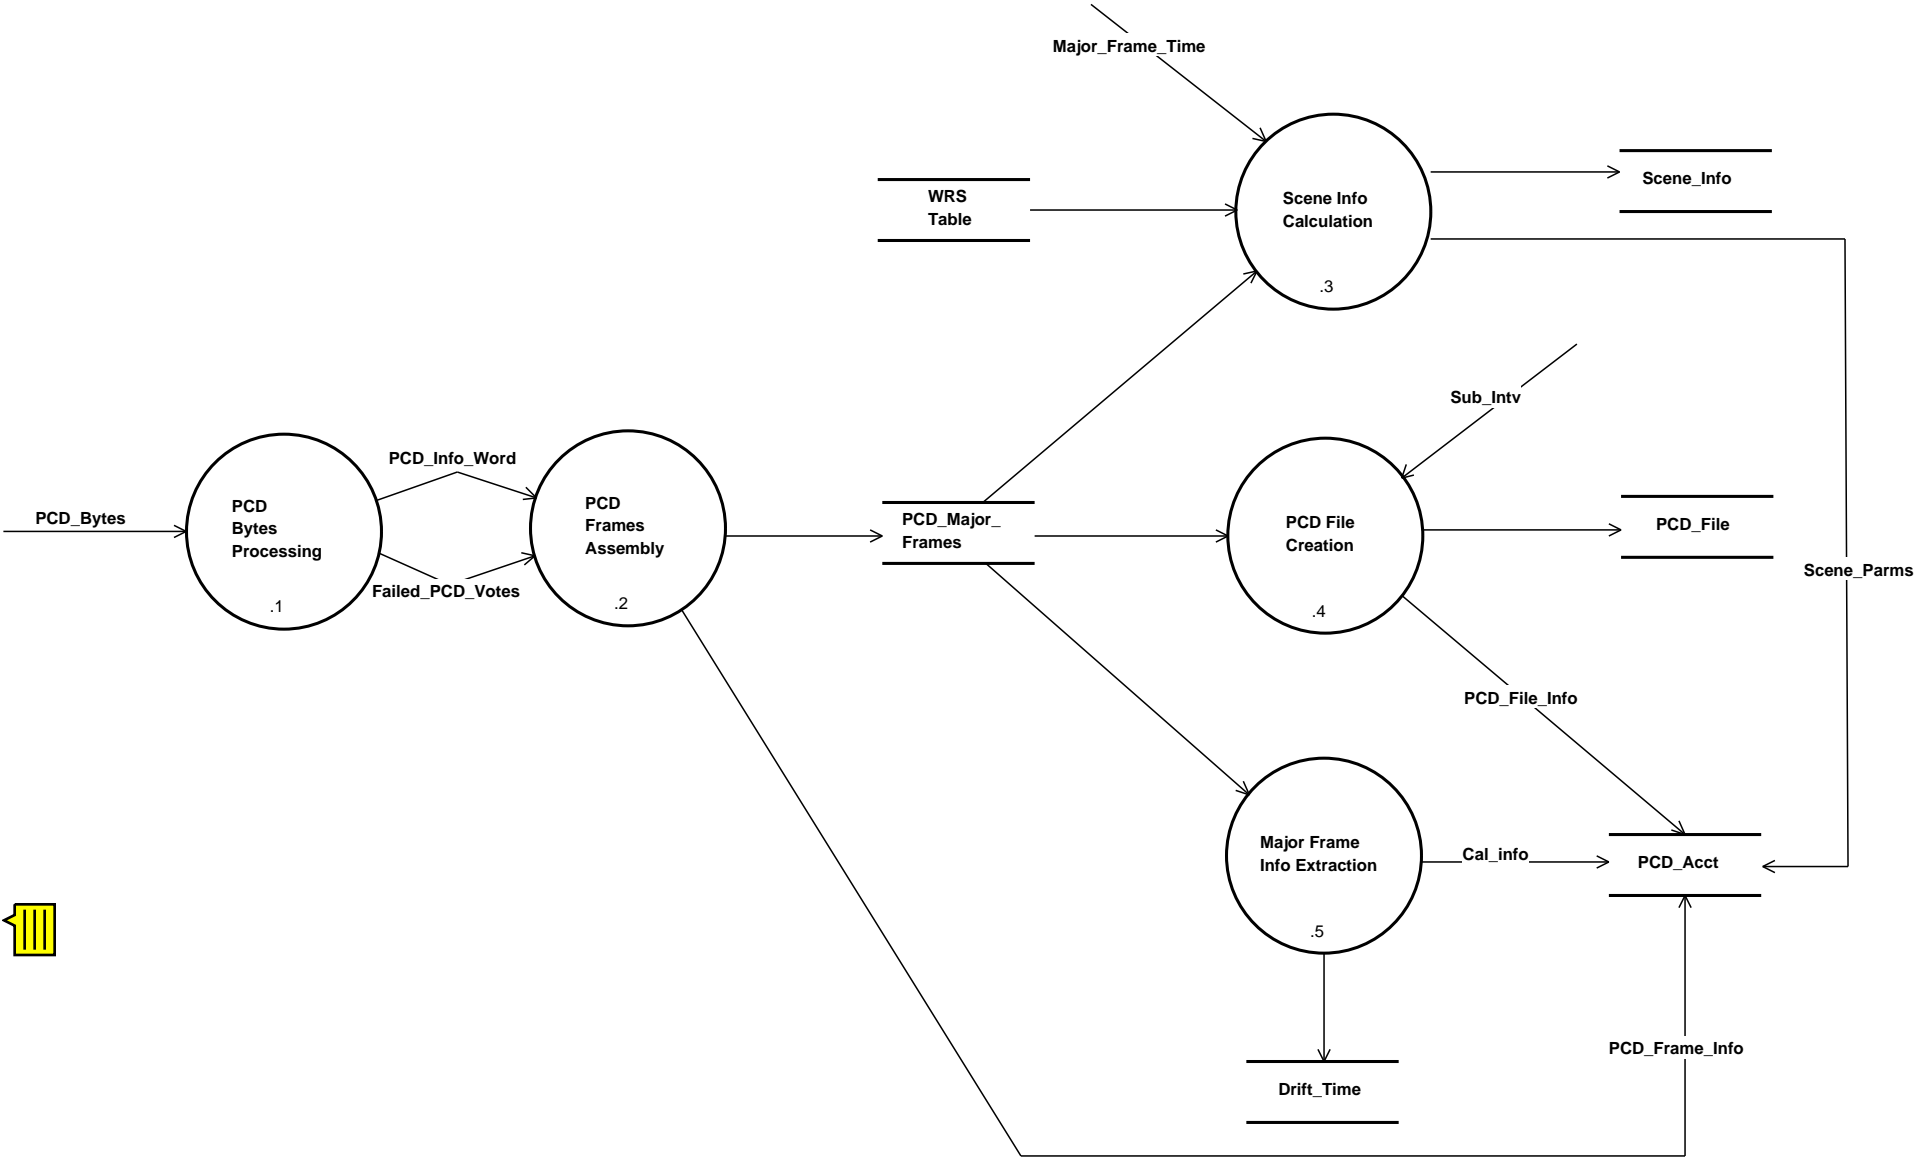 Major_Frame_Time
WRS
Table
Scene Info
Calculation
.3
Scene_Info
Sub_Intv
PCD_Bytes
PCD
Bytes
Processing
.1
PCD_Info_Word
Failed_PCD_Votes
PCD
Frames
Assembly
.2
PCD_Major_
Frames
PCD File
Creation
.4
PCD_File
Scene_Parms
PCD_File_Info
Major Frame
Info Extraction
.5
Cal_info
PCD_Acct
PCD_Frame_Info
Drift_Time